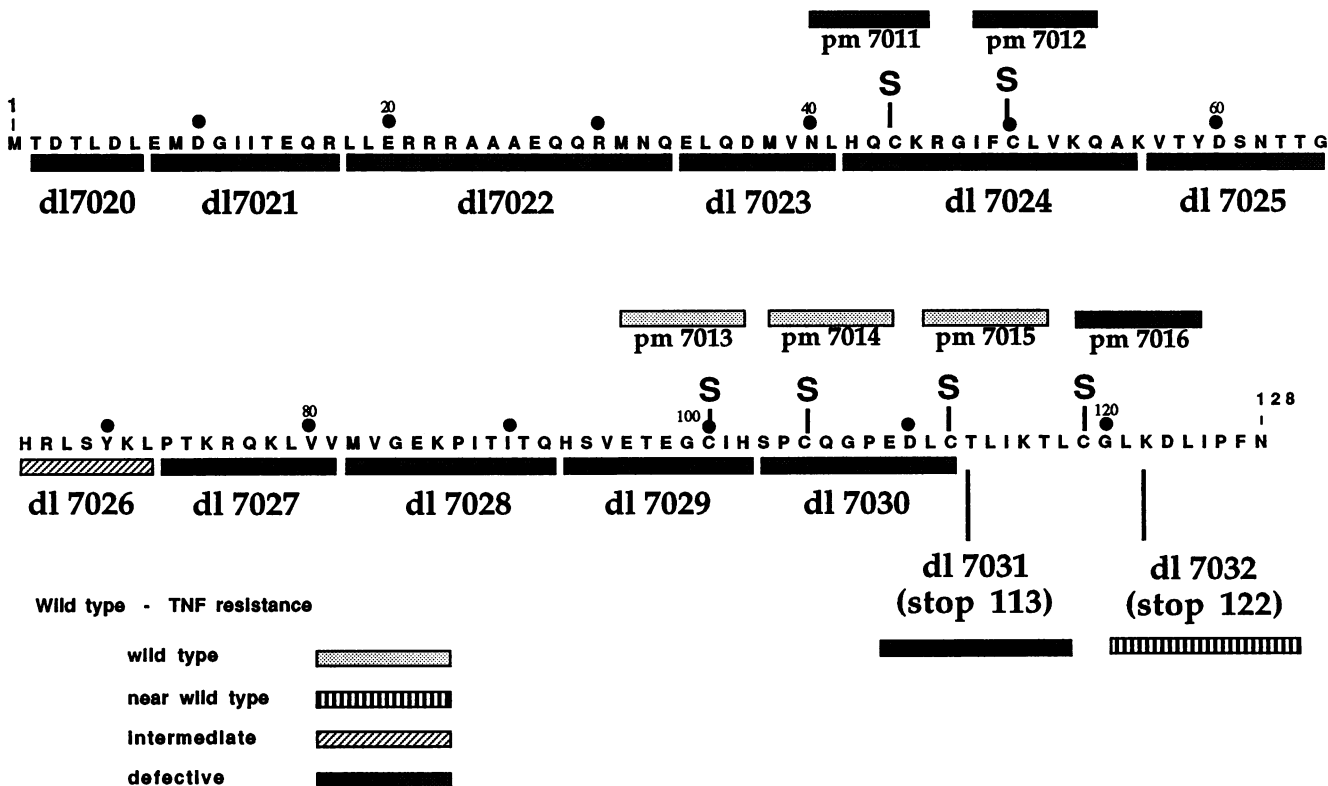 pm 7011 pm 7012
S S
1 20 40 60
M T D T L D L E M D G I I T E Q R L L E R R R A A A E Q Q R M N Q E L Q D M V N L H Q C K R G I F C L V K Q A K V T Y D S N T T G
dl7020 dl7021 dl7022 dl 7023 dl 7024 dl 7025
pm 7013 pm 7014 pm 7015 pm 7016
S S S S
80 100 120 128
H R L S Y K L P T K R Q K L V V M V G E K P I T I T Q H S V E T E G C I H S P C Q G P E D L C T L I K T L C G L K D L I P F N
dl 7026 dl 7027 dl 7028 dl 7029 dl 7030
dl 7031 dl 7032
(stop 113) (stop 122)
Wild type - TNF resistance
wild type
near wild type
intermediate
defective